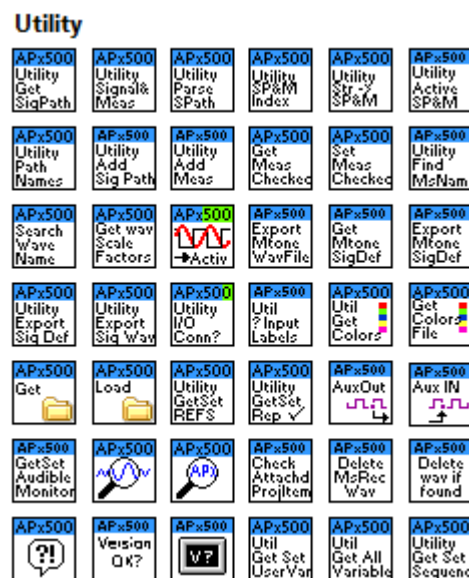 Utility
APx500 APx500 APx500 APx500 APx500 APx500
Utility Utility Utility Utility Utility Utility
Get Signal& Parse SP&M Str-> Active
SigPath Meas SPath Index SP&M SP&M
APx500 APx500 APx500 APx500 APx500 APx500
Utility Utility Utility Get Set Utility
Path Add Add Meas Meas Find
Names Sig Path Meas Checked Checked MsNam
APx500 APx500 APx500 APx500 APx500 APx500
Search Get wav Export Get Export
Wave Scale Mtone Mtone Mtone
Name Factors →Activ WavFile SigDef SigDef
APx500 APx500 APx500 APx500 APx500 APx500
Utility Utility Utility Util Util Get
Export Export I/O ? Input Get Colors
Sig Def Sig Wav Conn? Labels Colors File
APx500 APx500 APx500 APx500 APx500 APx500
Get Load Utility Utility AuxOut Aux IN
GetSet GetSet
REFS Rep ✓
APx500 APx500 APx500 APx500 APx500 APx500
GetSet Check Delete Delete
Audible APx Attachd MsRec wav if
Monitor ProjItem Wav found
APx500 APx500 APx500 APx500 APx500 APx500
?! Version V? Util Util Utility
OK? Get Set Get All Get Set
UserVar Variable Sequenc